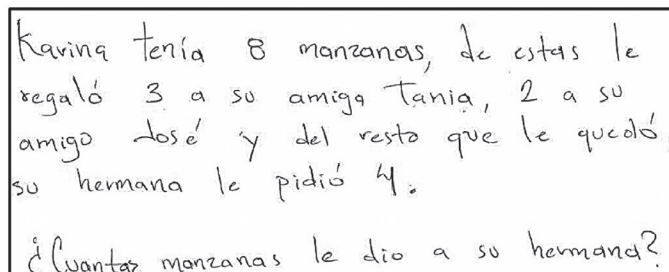 Karina tenía 8 manzanas, de estas le
regaló 3 a su amiga Tania, 2 a su
amigo José y del resto que le quedó
su hermana le pidió 4.
¿Cuantas manzanas le dio a su hermana?